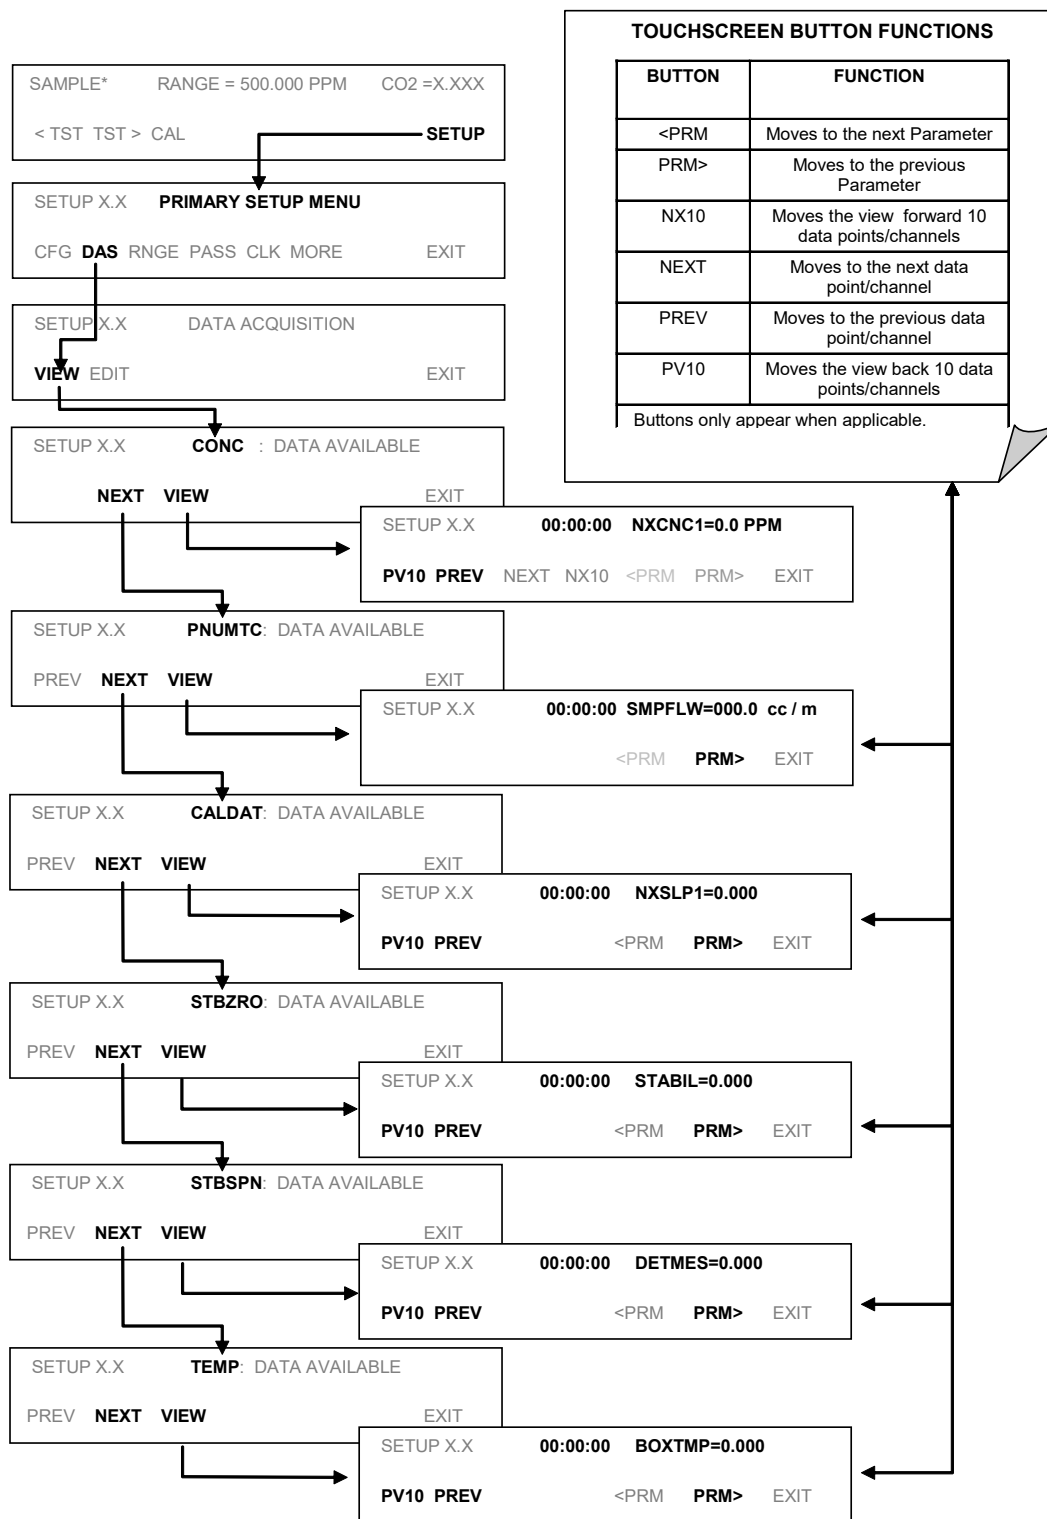 TOUCHSCREEN BUTTON FUNCTIONS
BUTTON FUNCTION
<PRM Moves to the next Parameter
PRM> Moves to the previous
Parameter
NX10 Moves the view forward 10
data points/channels
NEXT Moves to the next data
point/channel
PREV Moves to the previous data
point/channel
PV10 Moves the view back 10 data
points/channels
Buttons only appear when applicable.
SAMPLE* RANGE = 500.000 PPM CO2 =X.XXX
< TST TST > CAL SETUP
SETUP X.X PRIMARY SETUP MENU
CFG DAS RNGE PASS CLK MORE EXIT
SETUP X.X DATA ACQUISITION
VIEW EDIT EXIT
SETUP X.X CONC : DATA AVAILABLE
NEXT VIEW EXIT
SETUP X.X 00:00:00 NXCNC1=0.0 PPM
PV10 PREV NEXT NX10 <PRM PRM> EXIT
SETUP X.X PNUMTC: DATA AVAILABLE
PREV NEXT VIEW EXIT
SETUP X.X 00:00:00 SMPFLW=000.0 cc / m
<PRM PRM> EXIT
SETUP X.X CALDAT: DATA AVAILABLE
PREV NEXT VIEW EXIT
SETUP X.X 00:00:00 NXSLP1=0.000
PV10 PREV <PRM PRM> EXIT
SETUP X.X STBZRO: DATA AVAILABLE
PREV NEXT VIEW EXIT
SETUP X.X 00:00:00 STABIL=0.000
PV10 PREV <PRM PRM> EXIT
SETUP X.X STBSPN: DATA AVAILABLE
PREV NEXT VIEW EXIT
SETUP X.X 00:00:00 DETMES=0.000
PV10 PREV <PRM PRM> EXIT
SETUP X.X TEMP: DATA AVAILABLE
PREV NEXT VIEW EXIT
SETUP X.X 00:00:00 BOXTMP=0.000
PV10 PREV <PRM PRM> EXIT